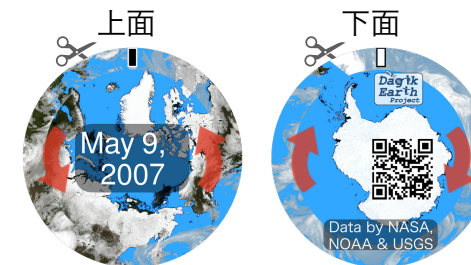 上面
下面
May 9,
2007
Dagik
Earth
Project
Data by NASA,
NOAA & USGS